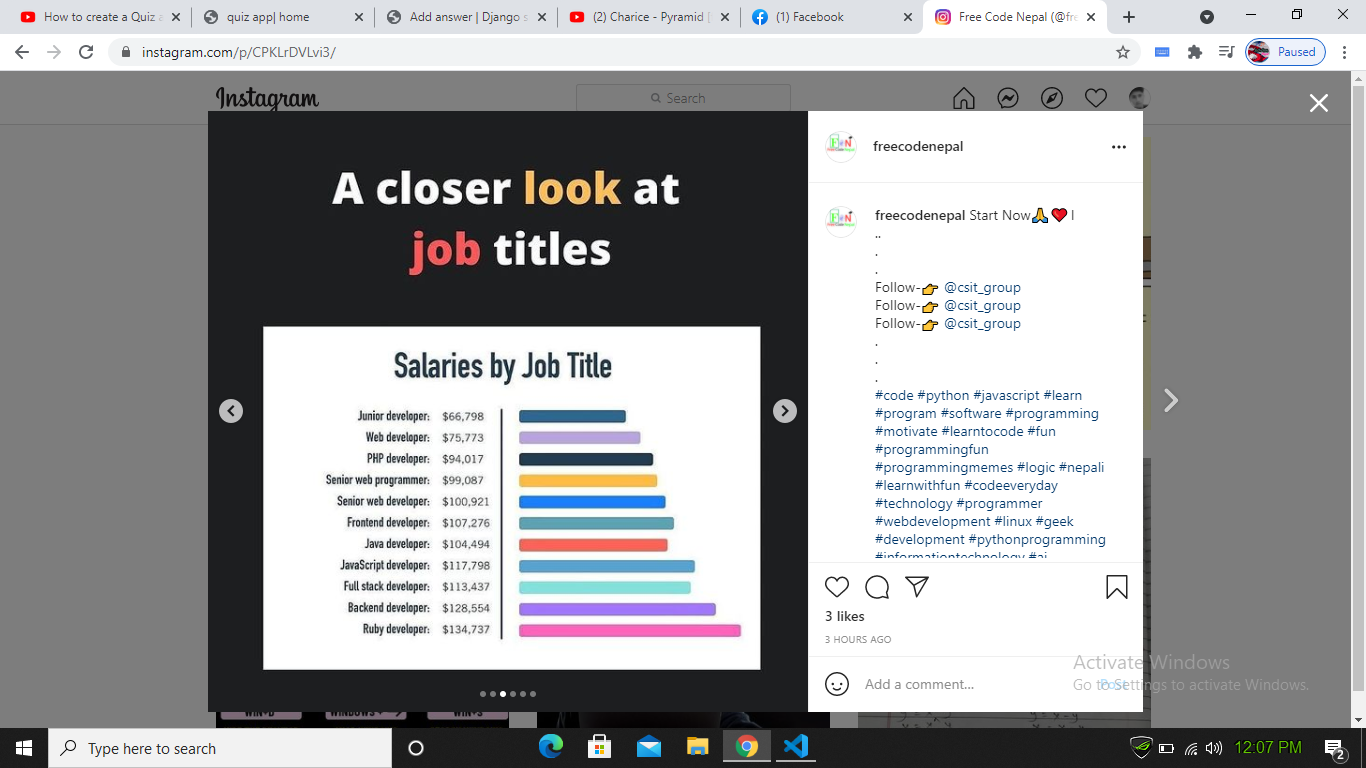 How to create a Quiz a
quiz app| home
Add answer | Django s
(2) Charice - Pyramid [
(1) Facebook
Free Code Nepal (@fre
instagram.com/p/CPKLrDVLvi3/
Paused
Instagram
Search
A closer look at
job titles
Salaries by Job Title
Junior developer: $66,798
Web developer: $75,773
PHP developer: $94,017
Senior web programmer: $99,087
Senior web developer: $100,921
Frontend developer: $107,276
Java developer: $104,494
JavaScript developer: $117,798
Full stack developer: $113,437
Backend developer: $128,554
Ruby developer: $134,737
freecodenepal
freecodenepal Start Now🙏❤️ I
..
.
.
Follow-👉 @csit_group
Follow-👉 @csit_group
Follow-👉 @csit_group
.
.
.
#code #python #javascript #learn
#program #software #programming
#motivate #learntocode #fun
#programmingfun
#programmingmemes #logic #nepali
#learnwithfun #codeeveryday
#technology #programmer
#webdevelopment #linux #geek
#development #pythonprogramming
#informationtechnology #ai
3 likes
3 HOURS AGO
Add a comment...
Post
Activate Windows
Go to Settings to activate Windows.
WIN+D
WINDOWS+
WIN+S
Type here to search
12:07 PM
2